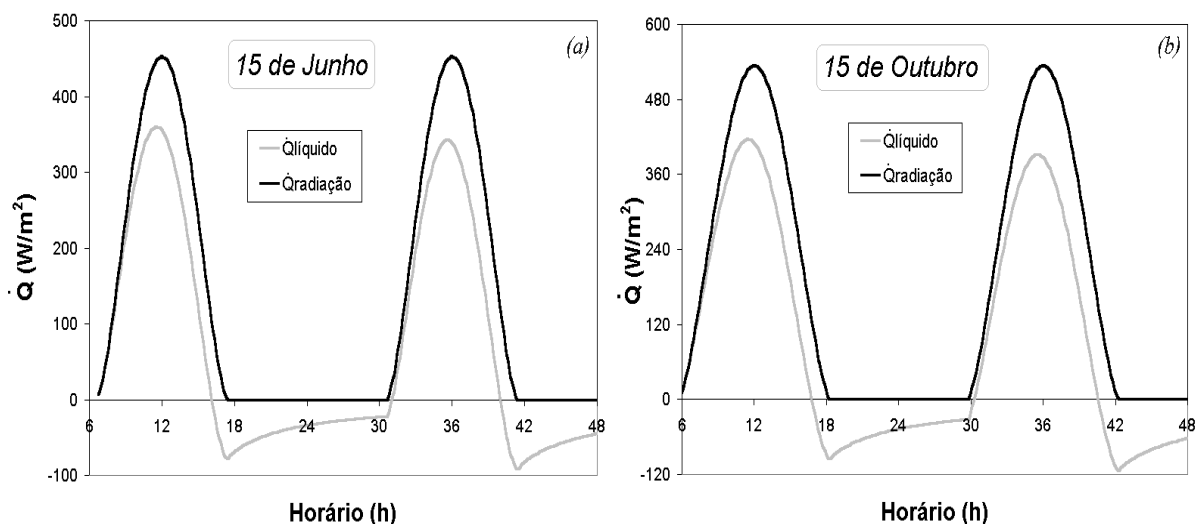 500
400
300
200
100
0
-100
6
12
18
24
30
36
42
48
Q̇ (W/m²)
Horário (h)
15 de Junho
(a)
Q̇líquido
Q̇radiação
600
480
360
240
120
0
-120
6
12
18
24
30
36
42
48
Q̇ (W/m²)
Horário (h)
15 de Outubro
(b)
Q̇líquido
Q̇radiação